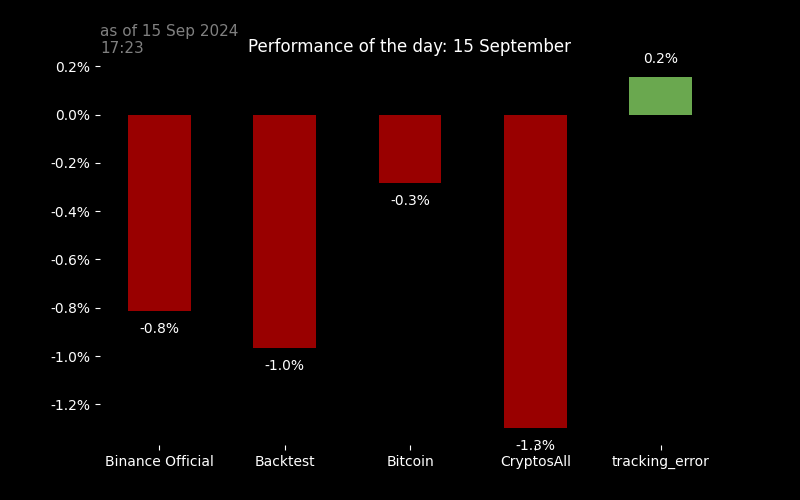 as of 15 Sep 2024
17:23
Performance of the day: 15 September
0.2%
0.2%
0.0%
-0.2%
-0.4%
-0.6%
-0.8%
-1.0%
-1.2%
-0.8%
-1.0%
-0.3%
-1.3%
Binance Official
Backtest
Bitcoin
CryptosAll
tracking_error